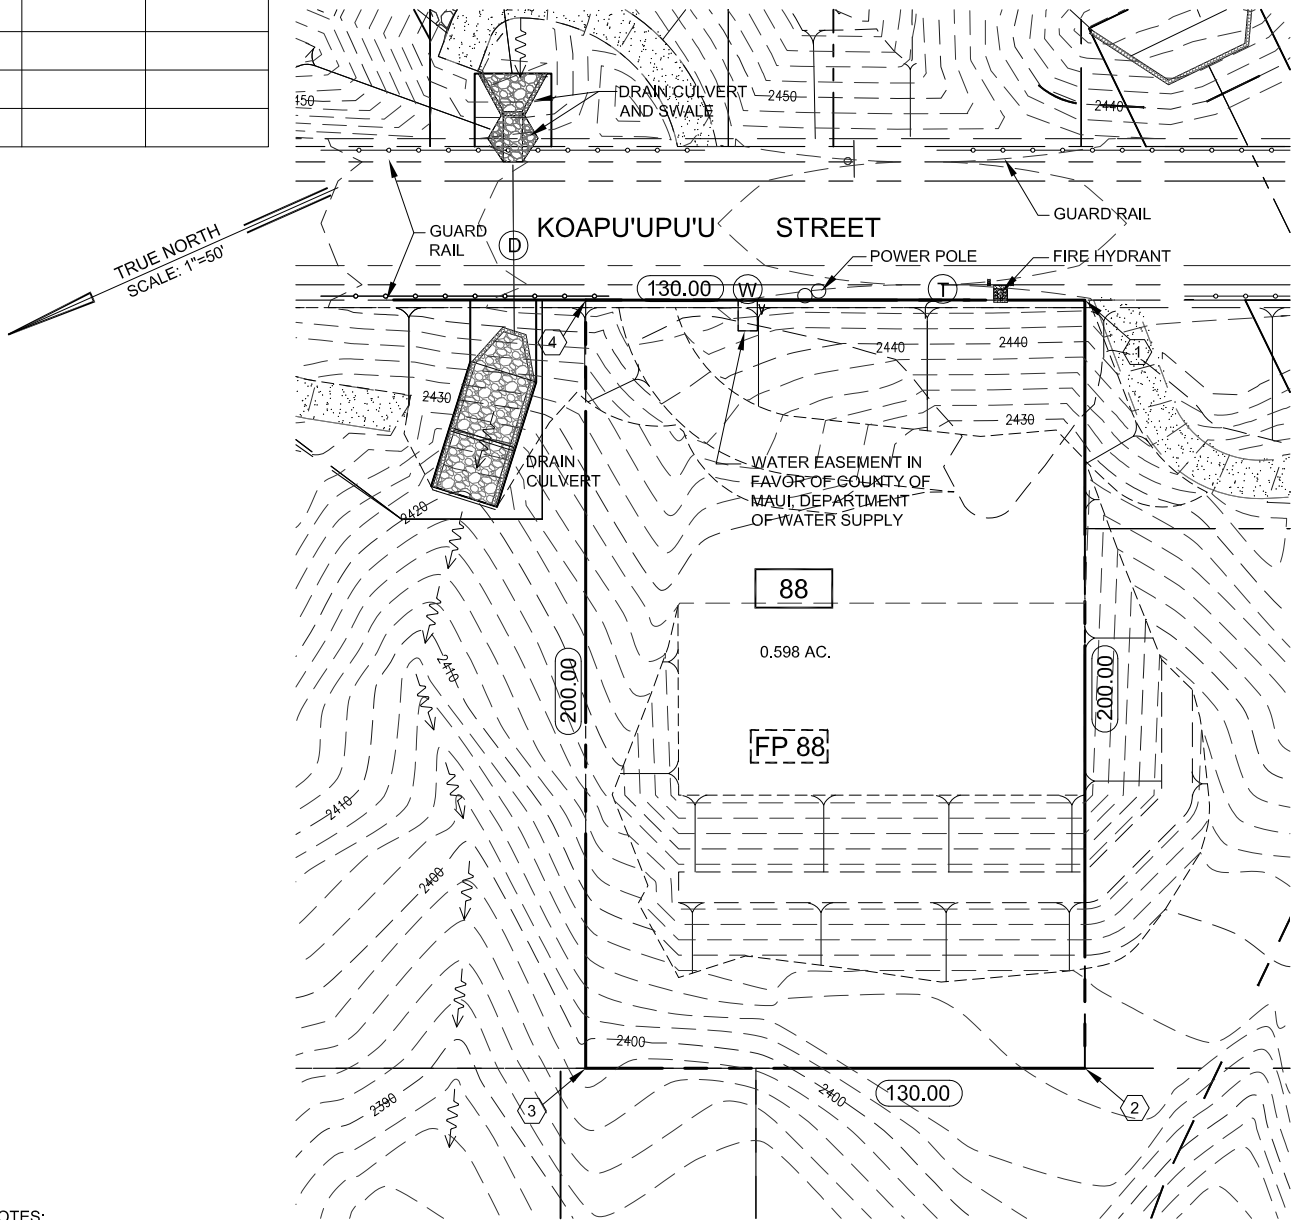 2450
DRAIN CULVERT
AND SWALE
2450
2440
TRUE NORTH
SCALE: 1"=50'
GUARD
RAIL
D
KOAPU'UPU'U STREET
GUARD RAIL
POWER POLE
FIRE HYDRANT
130.00
W
T
4
2440
2440
1
2430
2430
DRAIN
CULVERT
WATER EASEMENT IN
FAVOR OF COUNTY OF
MAUI, DEPARTMENT
OF WATER SUPPLY
2420
88
0.598 AC.
2410
200.00
200.00
FP 88
2410
2400
2400
2390
3
2400
130.00
2
OTES: